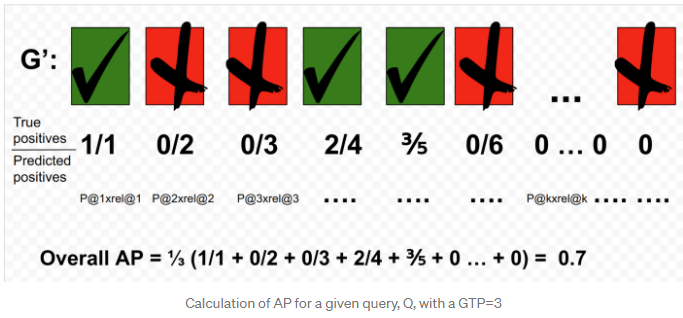 G':
True
positives
Predicted
positives
1/1 0/2 0/3 2/4 ⅗ 0/6 0 ... 0 0
...
P@1xrel@1 P@2xrel@2 P@3xrel@3 .... .... .... P@kxrel@k .... ....
Overall AP = ⅓ (1/1 + 0/2 + 0/3 + 2/4 + ⅗ + 0 ... + 0) = 0.7
Calculation of AP for a given query, Q, with a GTP=3